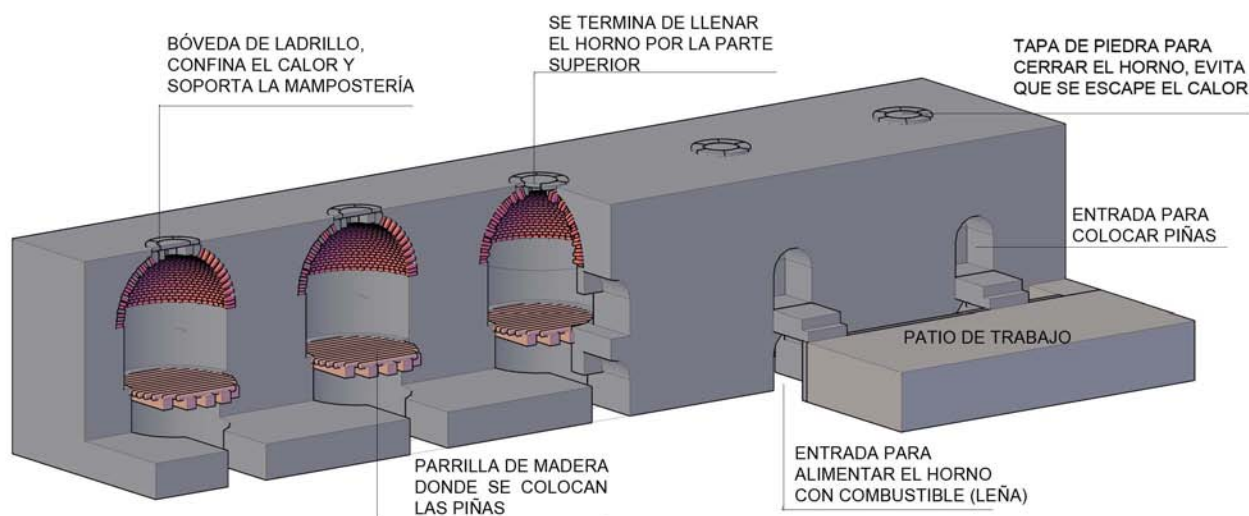 BÓVEDA DE LADRILLO,
CONFINA EL CALOR Y
SOPORTA LA MAMPOSTERÍA
SE TERMINA DE LLENAR
EL HORNO POR LA PARTE
SUPERIOR
TAPA DE PIEDRA PARA
CERRAR EL HORNO, EVITA
QUE SE ESCAPE EL CALOR
ENTRADA PARA
COLOCAR PIÑAS
PATIO DE TRABAJO
PARRILLA DE MADERA
DONDE SE COLOCAN
LAS PIÑAS
ENTRADA PARA
ALIMENTAR EL HORNO
CON COMBUSTIBLE (LEÑA)